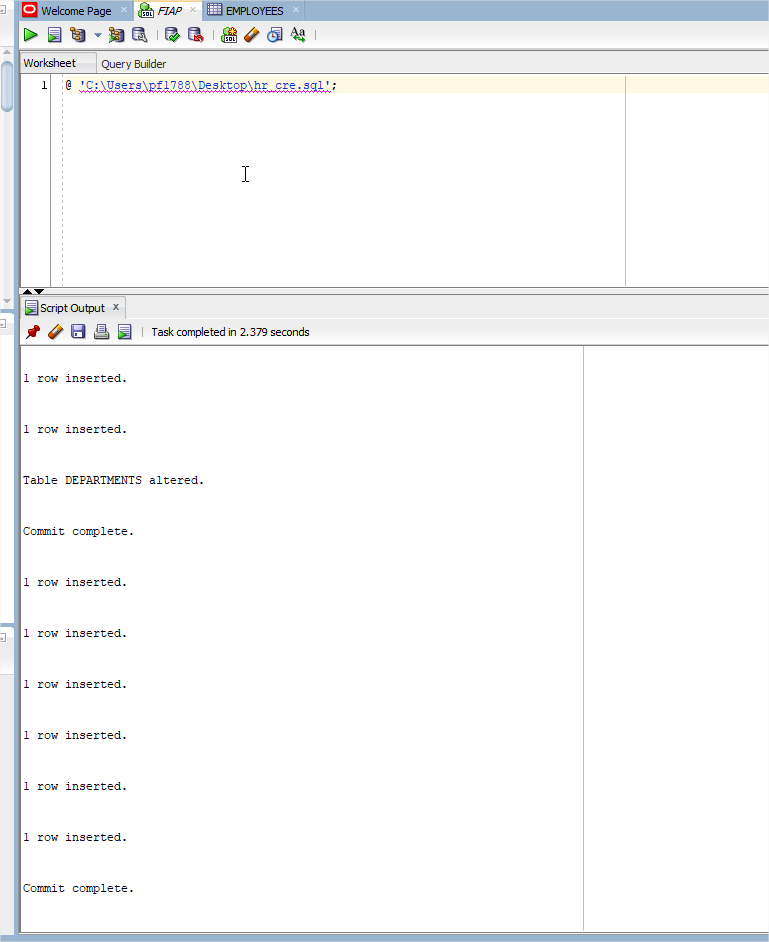 Welcome Page FIAP EMPLOYEES
Worksheet Query Builder
1 @ 'C:\Users\pf1788\Desktop\hr_cre.sql';
Script Output
Task completed in 2.379 seconds
1 row inserted.
1 row inserted.
Table DEPARTMENTS altered.
Commit complete.
1 row inserted.
1 row inserted.
1 row inserted.
1 row inserted.
1 row inserted.
1 row inserted.
Commit complete.